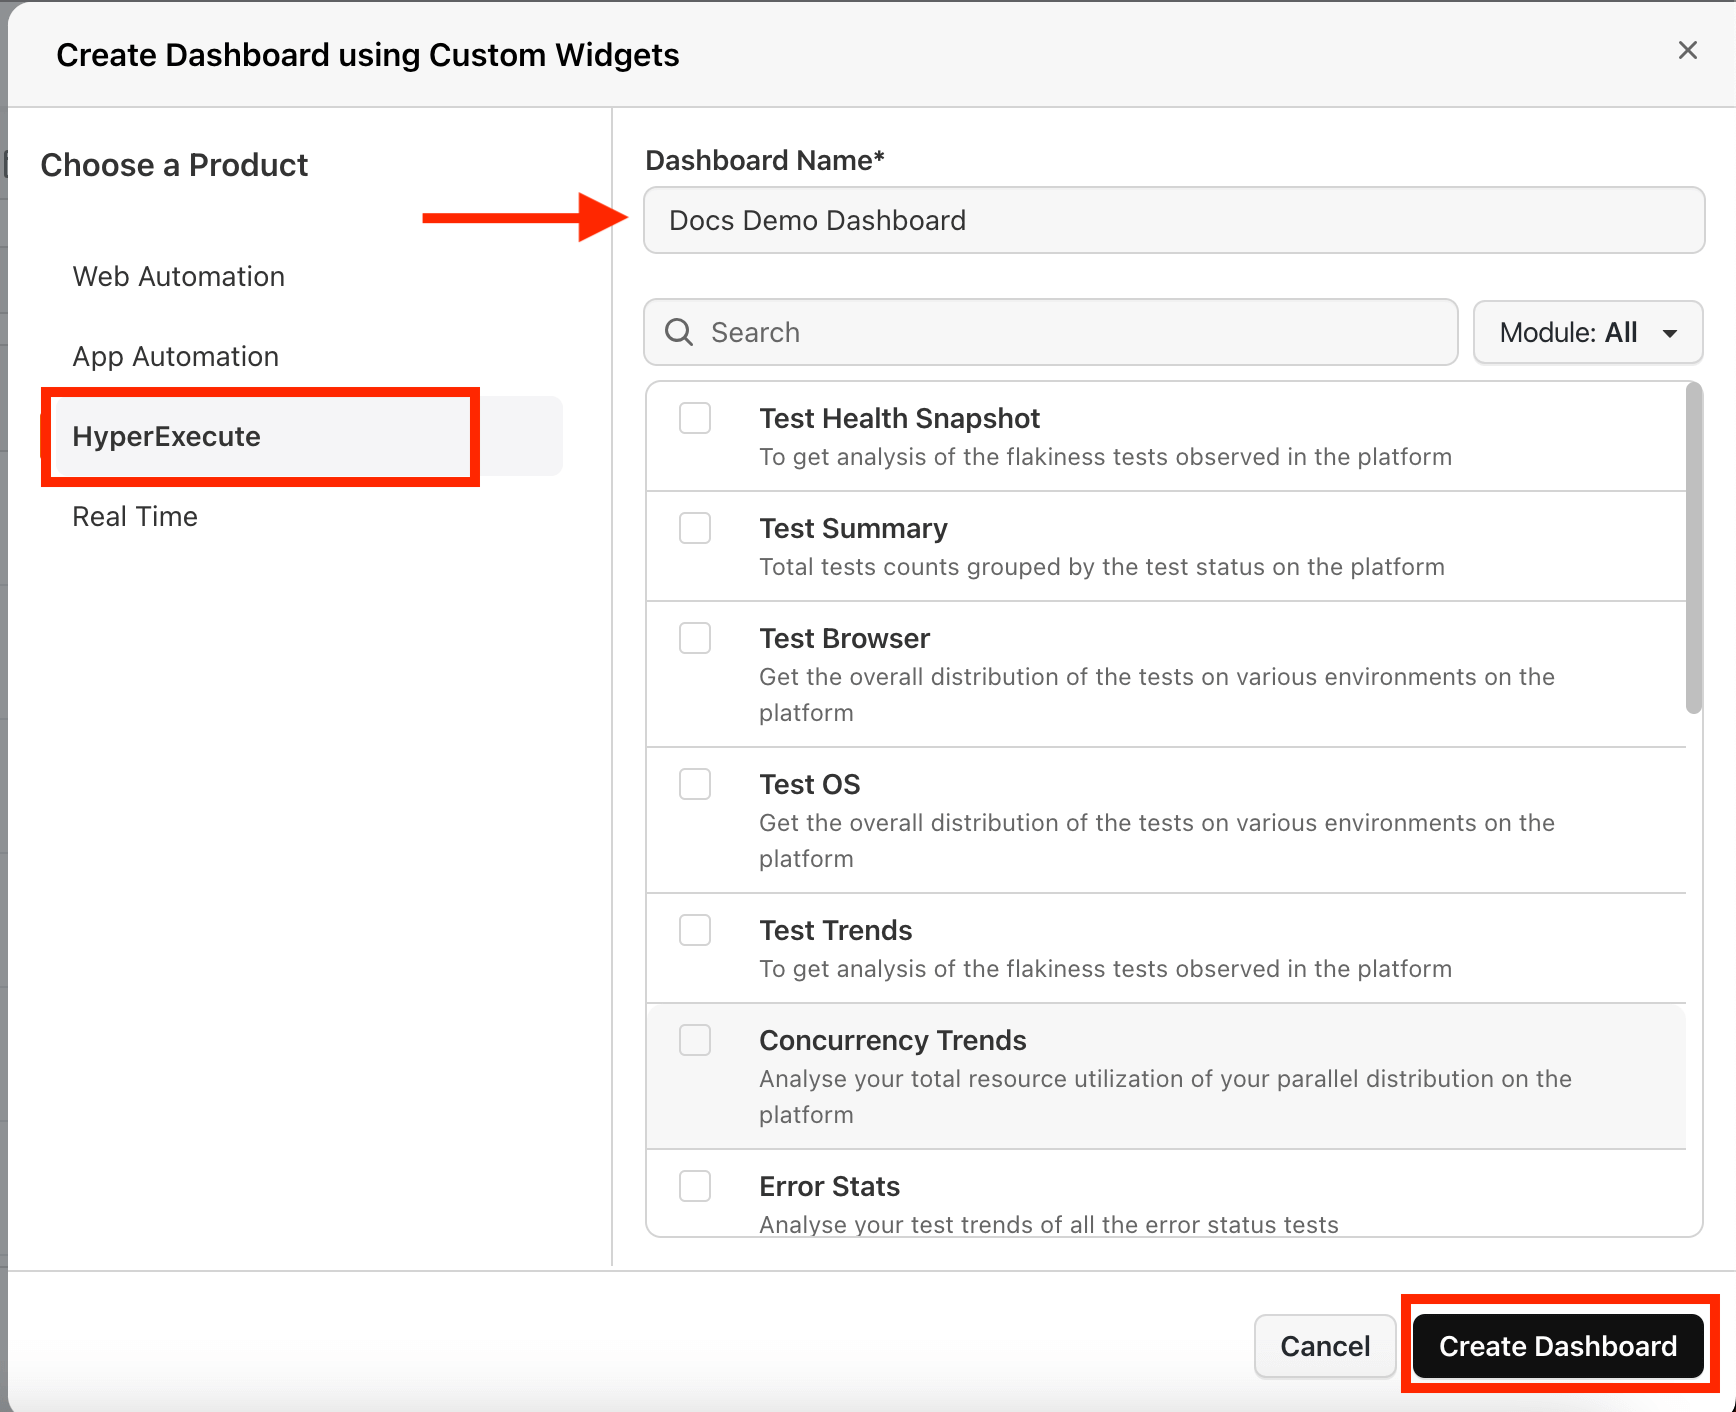 Create Dashboard using Custom Widgets
Choose a Product
Web Automation
App Automation
HyperExecute
Real Time
Dashboard Name*
Docs Demo Dashboard
Search
Module: All
Test Health Snapshot
To get analysis of the flakiness tests observed in the platform
Test Summary
Total tests counts grouped by the test status on the platform
Test Browser
Get the overall distribution of the tests on various environments on the
platform
Test OS
Get the overall distribution of the tests on various environments on the
platform
Test Trends
To get analysis of the flakiness tests observed in the platform
Concurrency Trends
Analyse your total resource utilization of your parallel distribution on the
platform
Error Stats
Analyse your test trends of all the error status tests
Cancel
Create Dashboard